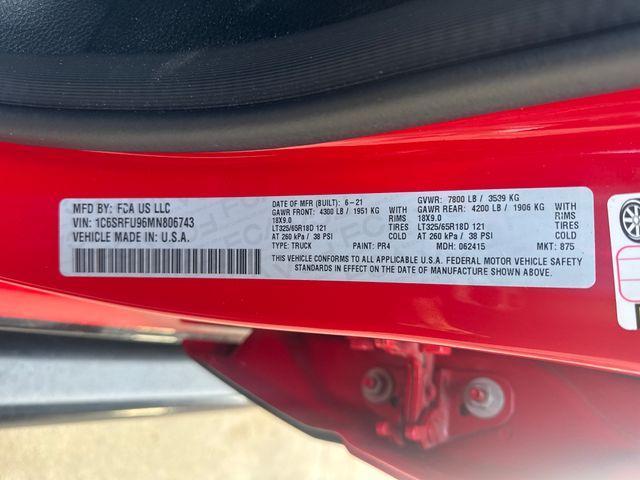 MFD BY: FCA US LLC
VIN: 1C6SRFU96MN806743
VEHICLE MADE IN: U.S.A.
DATE OF MFR (BUILT): 6-21
GVWR: 7800 LB / 3539 KG
GAWR FRONT: 4300 LB / 1951 KG WITH
GAWR REAR: 4200 LB / 1906 KG WITH
18X9.0 RIMS
18X9.0 RIMS
LT325/65R18D 121 TIRES
LT325/65R18D 121 TIRES
AT 260 kPa / 38 PSI COLD
AT 260 kPa / 38 PSI COLD
TYPE: TRUCK PAINT: PR4 MDH: 062415 MKT: 875
THIS VEHICLE CONFORMS TO ALL APPLICABLE U.S.A. FEDERAL MOTOR VEHICLE SAFETY
STANDARDS IN EFFECT ON THE DATE OF MANUFACTURE SHOWN ABOVE.